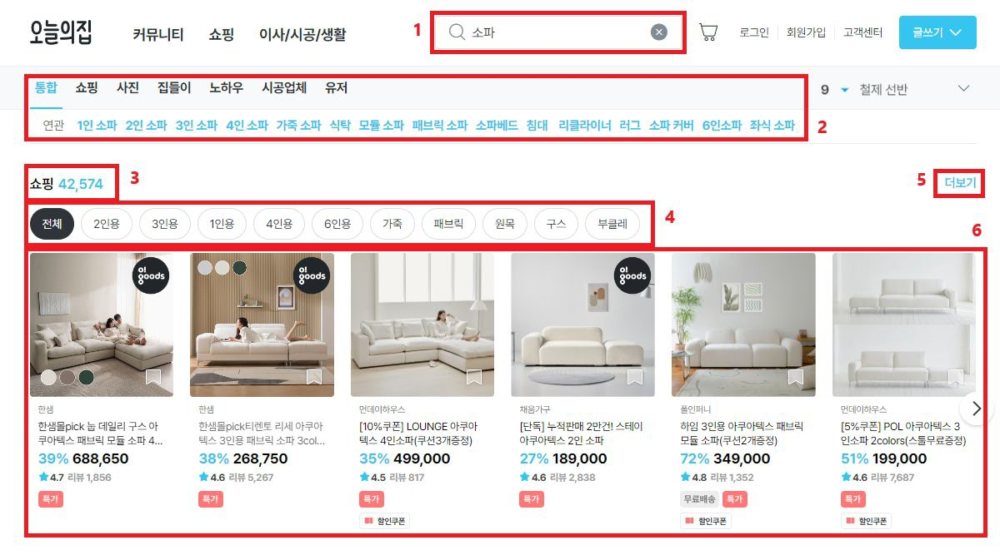 오늘의집 커뮤니티 쇼핑 이사/시공/생활 1 소파 로그인 회원가입 고객센터 글쓰기
통합 쇼핑 사진 집들이 노하우 시공업체 유저 9 철제 선반
연관 1인 소파 2인 소파 3인 소파 4인 소파 가죽 소파 식탁 모듈 소파 패브릭 소파 소파베드 침대 리클라이너 러그 소파 커버 6인소파 좌식 소파 2
쇼핑 42,574 3 5 더보기
전체 2인용 3인용 1인용 4인용 6인용 가죽 패브릭 원목 구스 부클레 4
6
o! goods
o! goods
o! goods
한샘
한샘몰pick 눕 데일리 구스 아
쿠아텍스 패브릭 모듈 소파 4...
39% 688,650
4.7 리뷰 1,856
특가
한샘
한샘몰pick티렌토 리세 아쿠아
텍스 3인용 패브릭 소파 3col...
38% 268,750
4.6 리뷰 5,267
특가
먼데이하우스
[10%쿠폰] LOUNGE 아쿠아
텍스 4인소파(쿠션3개증정)
35% 499,000
4.5 리뷰 817
특가
할인쿠폰
채움가구
[단독] 누적판매 2만건! 스테이
아쿠아텍스 2인 소파
27% 189,000
4.6 리뷰 2,838
특가
폴인퍼니
하임 3인용 아쿠아텍스 패브릭
모듈 소파(쿠션2개증정)
72% 349,000
4.8 리뷰 1,352
무료배송 특가
할인쿠폰
먼데이하우스
[5%쿠폰] POL 아쿠아텍스 3
인소파 2colors(스툴무료증정)
51% 199,000
4.6 리뷰 7,687
특가
할인쿠폰